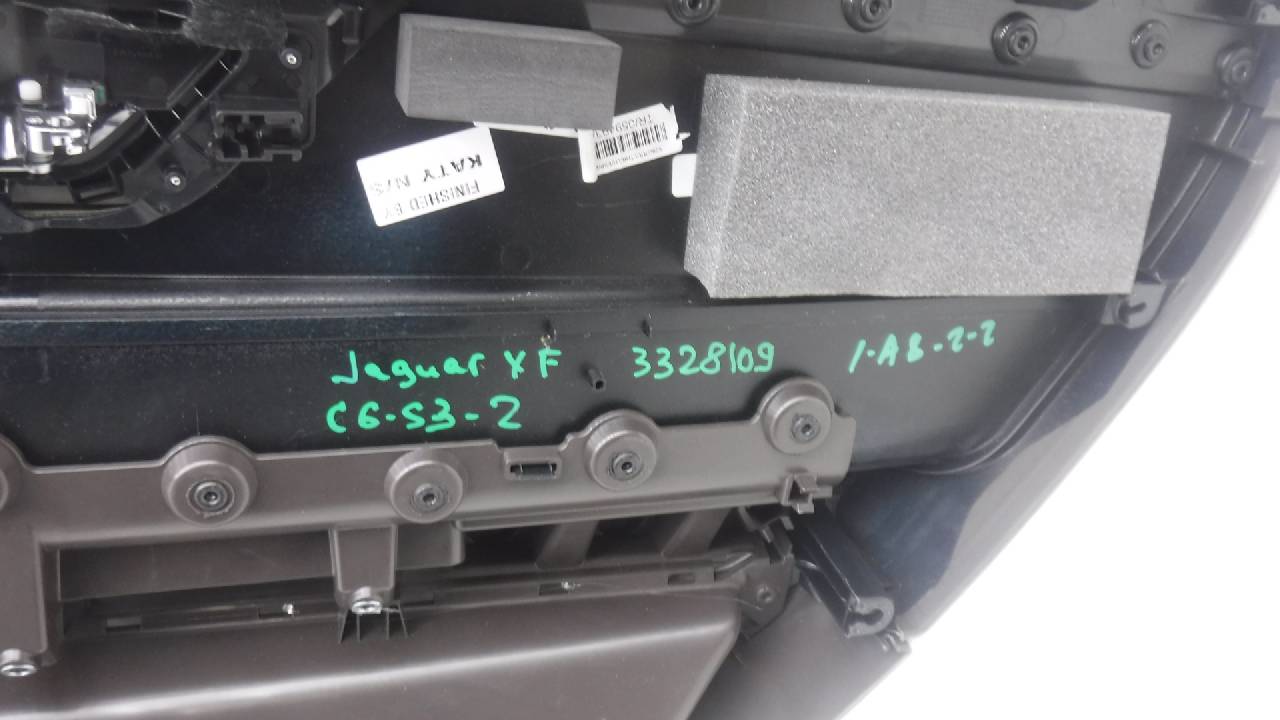 FINISHED BY
KATY N/S
Jaguar XF 3328109 1-AB-2-2
C6-S3-2